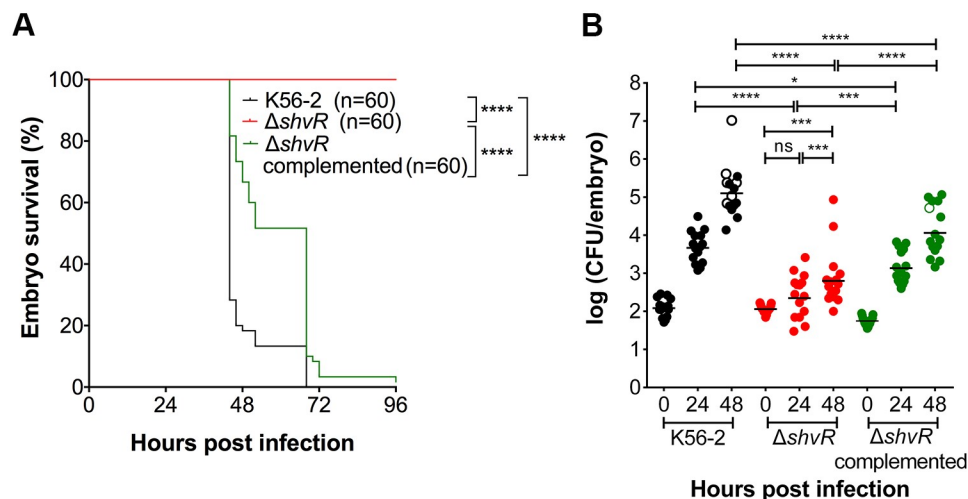 A
Embryo survival (%)
100
80
60
40
20
0
K56-2 (n=60)
ΔshvR (n=60)
ΔshvR
complemented (n=60)
****
****
****
0 24 48 72 96
Hours post infection
B
log (CFU/embryo)
8
7
6
5
4
3
2
1
0
****
**** ****
*
**** ***
***
ns ***
0 24 48 0 24 48 0 24 48
K56-2 ΔshvR ΔshvR
complemented
Hours post infection